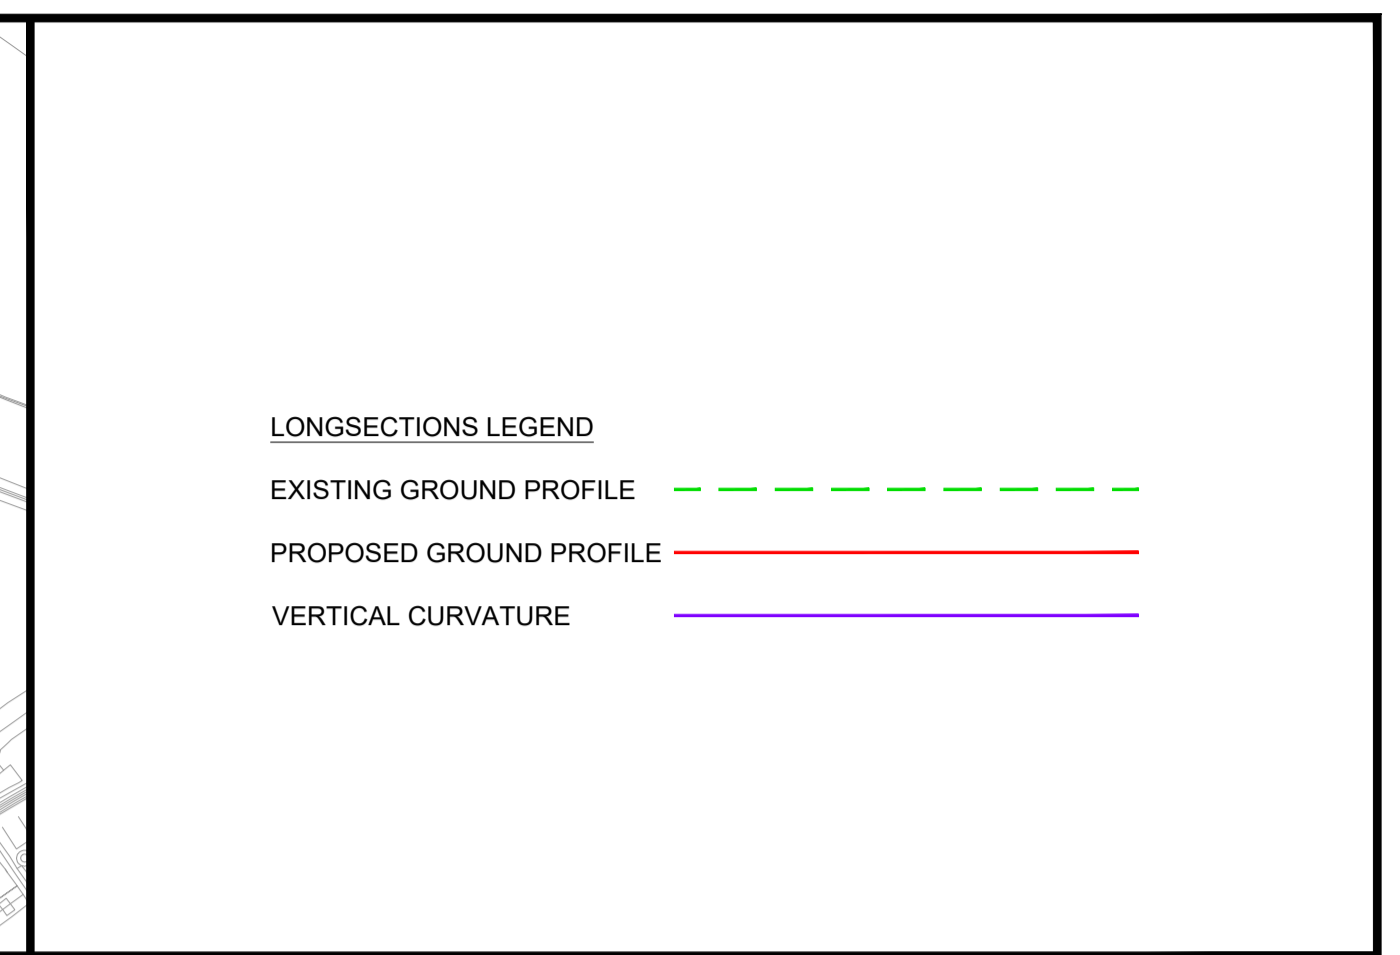 LONGSECTIONS LEGEND
EXISTING GROUND PROFILE
PROPOSED GROUND PROFILE
VERTICAL CURVATURE